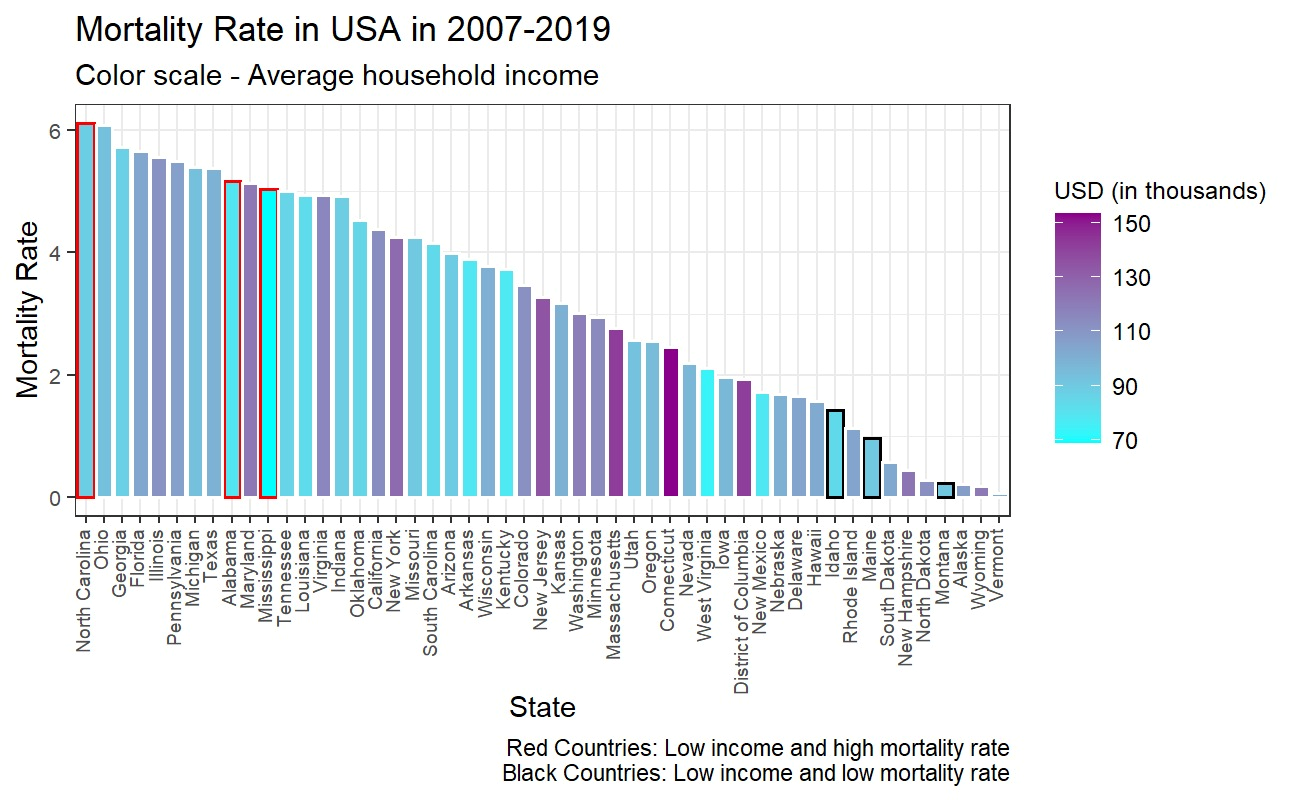 Mortality Rate in USA in 2007-2019
Color scale - Average household income
Mortality Rate
6
4
2
0
North Carolina
Ohio
Georgia
Florida
Illinois
Pennsylvania
Michigan
Texas
Alabama
Maryland
Mississippi
Tennessee
Louisiana
Virginia
Indiana
Oklahoma
California
New York
Missouri
South Carolina
Arizona
Arkansas
Wisconsin
Kentucky
Colorado
New Jersey
Kansas
Washington
Minnesota
Massachusetts
Utah
Oregon
Connecticut
Nevada
West Virginia
Iowa
District of Columbia
New Mexico
Nebraska
Delaware
Hawaii
Idaho
Rhode Island
Maine
South Dakota
New Hampshire
North Dakota
Montana
Alaska
Wyoming
Vermont
State
USD (in thousands)
150
130
110
90
70
Red Countries: Low income and high mortality rate
Black Countries: Low income and low mortality rate